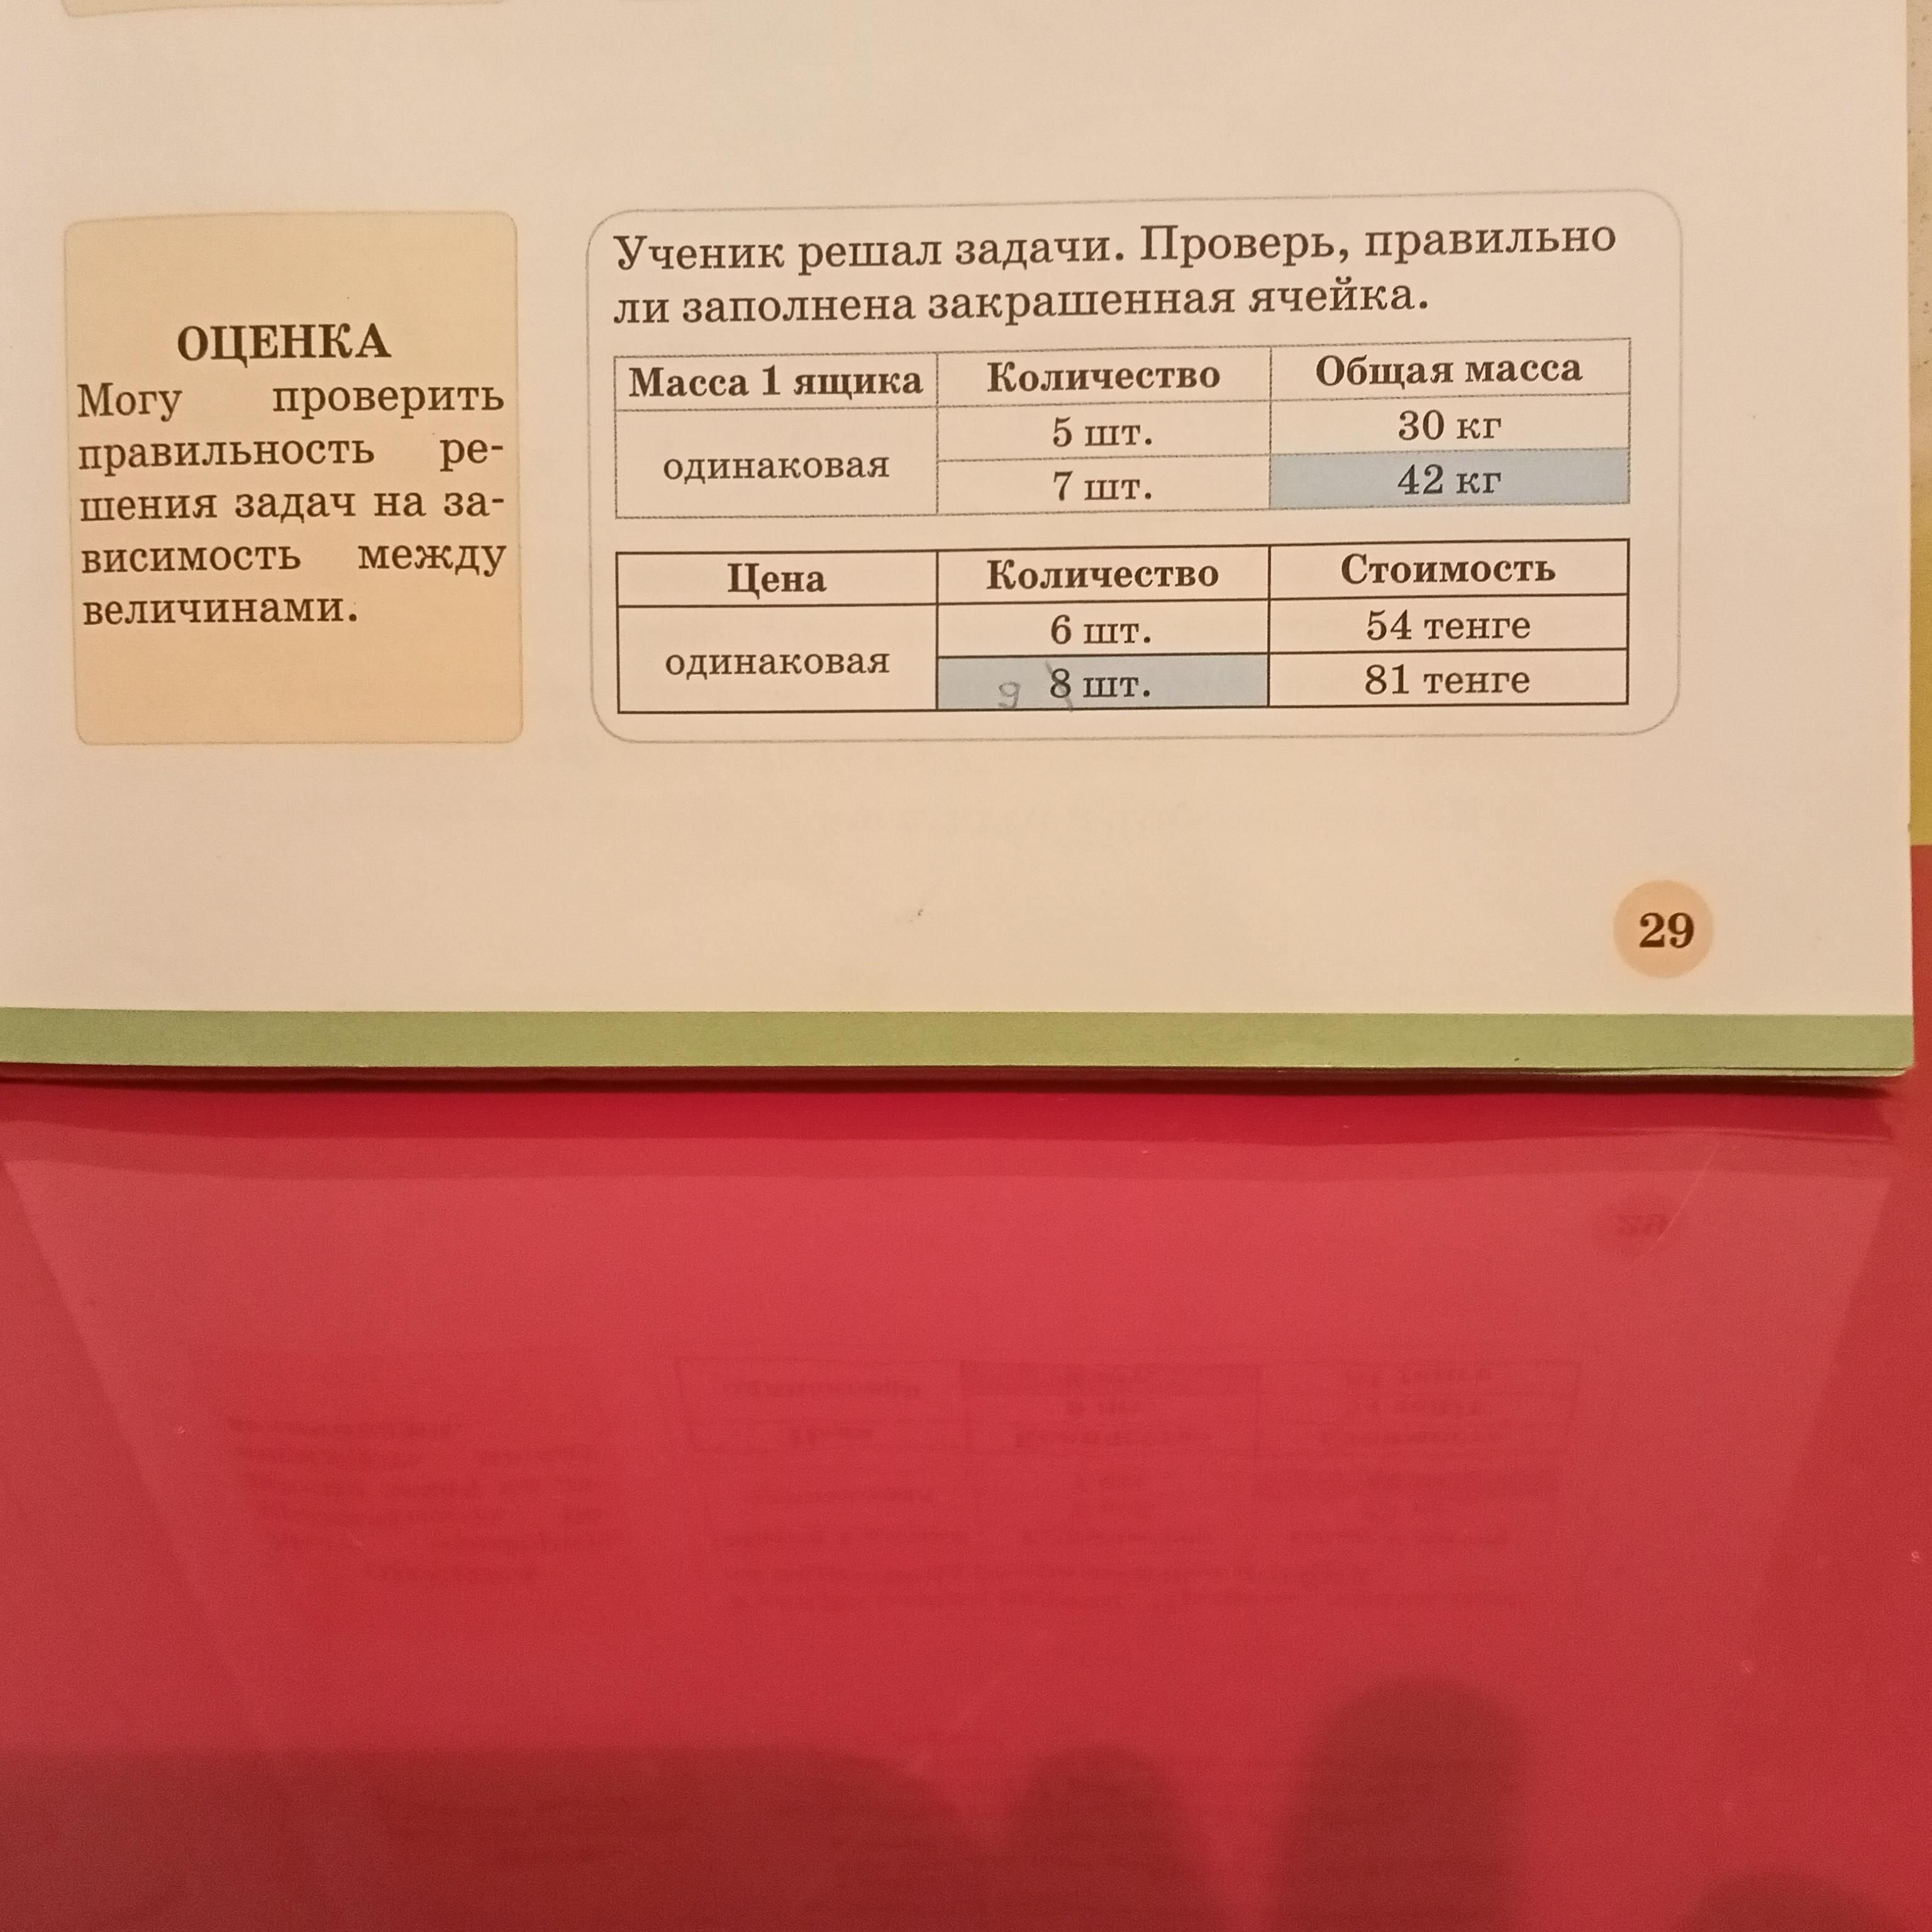 ОЦЕНКА
Могу проверить
правильность ре-
шения задач на за-
висимость между
величинами.
Ученик решал задачи. Проверь, правильно
ли заполнена закрашенная ячейка.
Масса 1 ящика Количество Общая масса
одинаковая
5 шт. 30 кг
7 шт. 42 кг
Цена Количество Стоимость
одинаковая
6 шт. 54 тенге
9 8 шт. 81 тенге
29